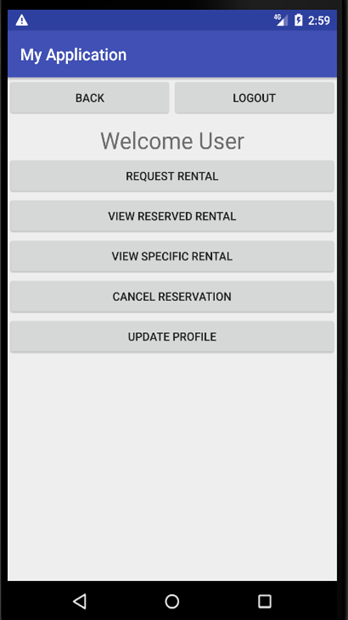 4G 2:59
My Application
BACK LOGOUT
Welcome User
REQUEST RENTAL
VIEW RESERVED RENTAL
VIEW SPECIFIC RENTAL
CANCEL RESERVATION
UPDATE PROFILE